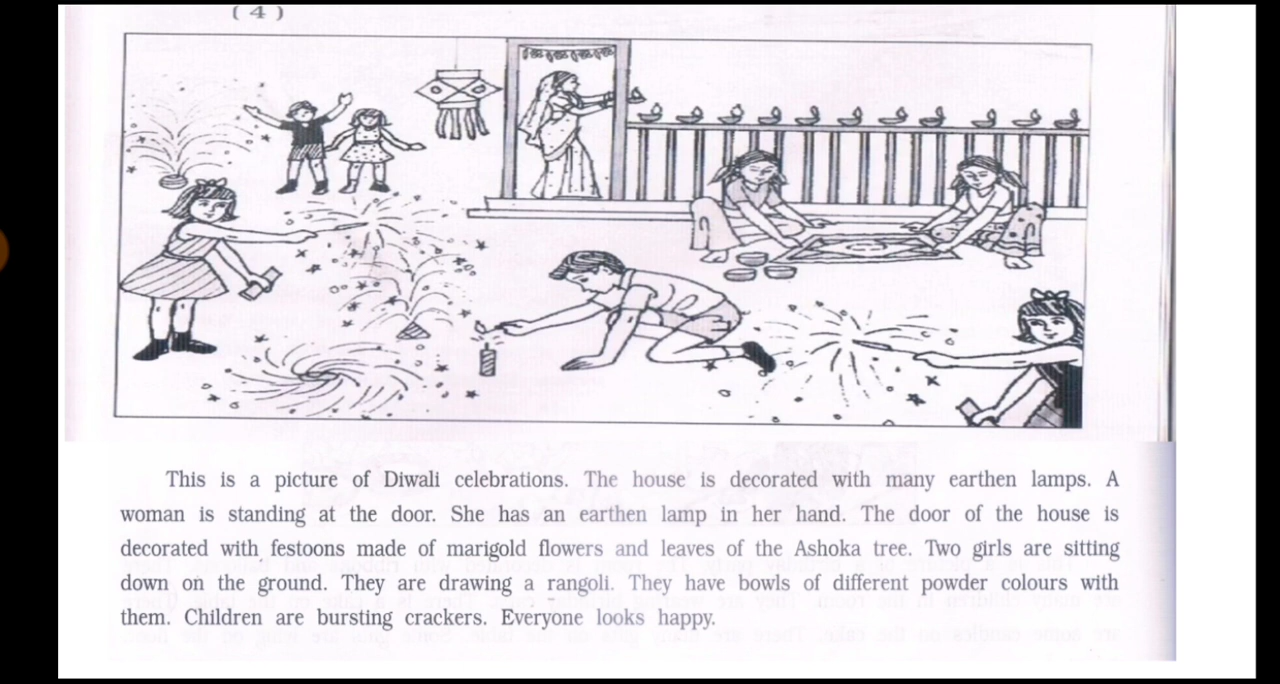 ( 4 )
This is a picture of Diwali celebrations. The house is decorated with many earthen lamps. A
woman is standing at the door. She has an earthen lamp in her hand. The door of the house is
decorated with festoons made of marigold flowers and leaves of the Ashoka tree. Two girls are sitting
down on the ground. They are drawing a rangoli. They have bowls of different powder colours with
them. Children are bursting crackers. Everyone looks happy.